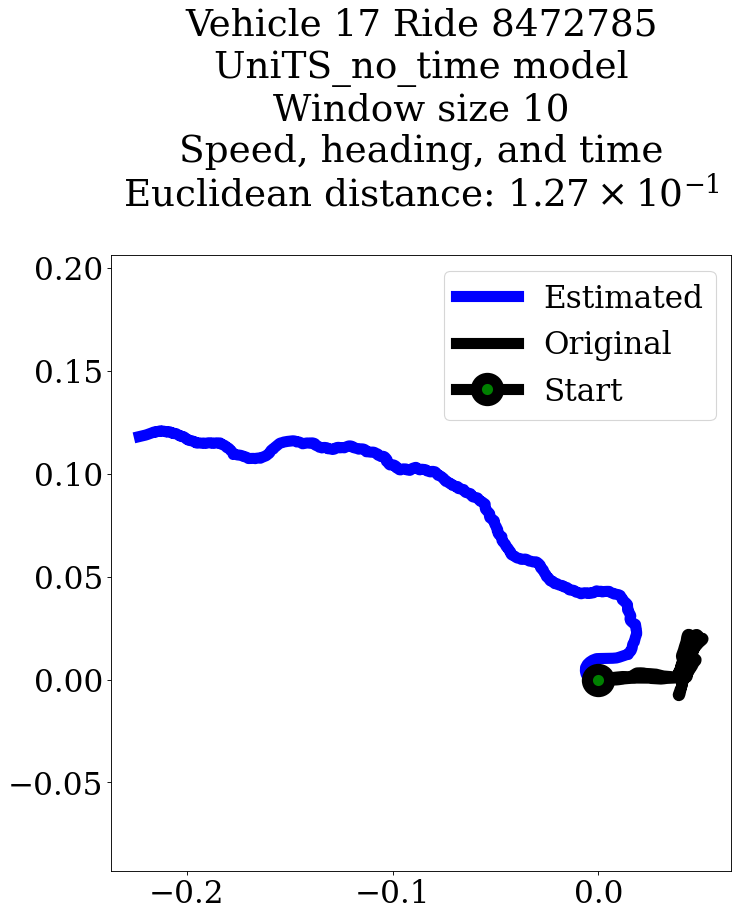 Vehicle 17 Ride 8472785
UniTS_no_time model
Window size 10
Speed, heading, and time
Euclidean distance: 1.27 × 10⁻¹
0.20
0.15
0.10
0.05
0.00
−0.05
Estimated
Original
Start
−0.2
−0.1
0.0